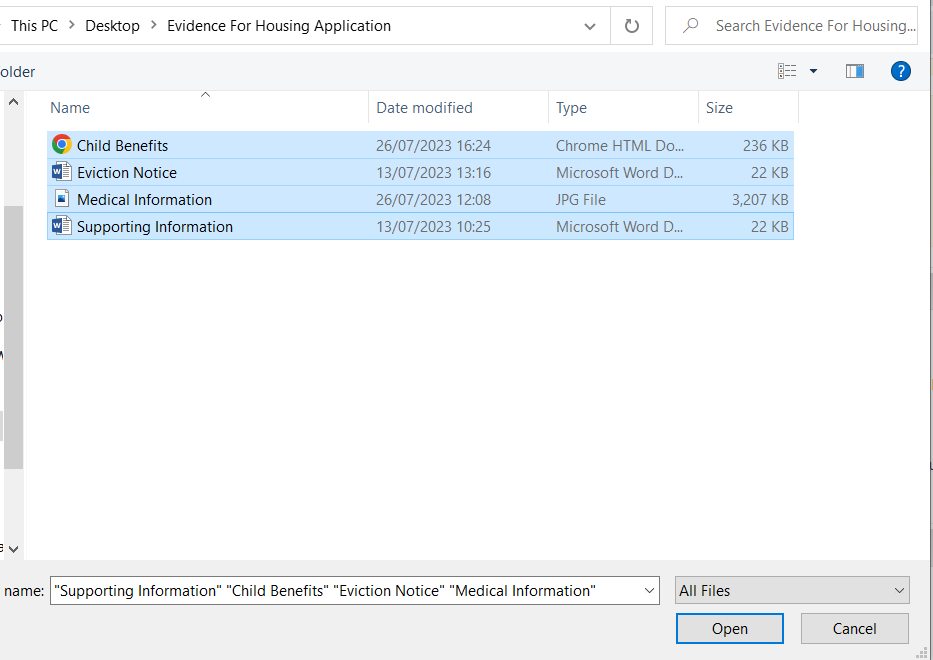 This PC > Desktop > Evidence For Housing Application Search Evidence For Housing...
older ?
Name Date modified Type Size
Child Benefits 26/07/2023 16:24 Chrome HTML Do... 236 KB
Eviction Notice 13/07/2023 13:16 Microsoft Word D... 22 KB
Medical Information 26/07/2023 12:08 JPG File 3,207 KB
Supporting Information 13/07/2023 10:25 Microsoft Word D... 22 KB
name: "Supporting Information" "Child Benefits" "Eviction Notice" "Medical Information" All Files
Open Cancel